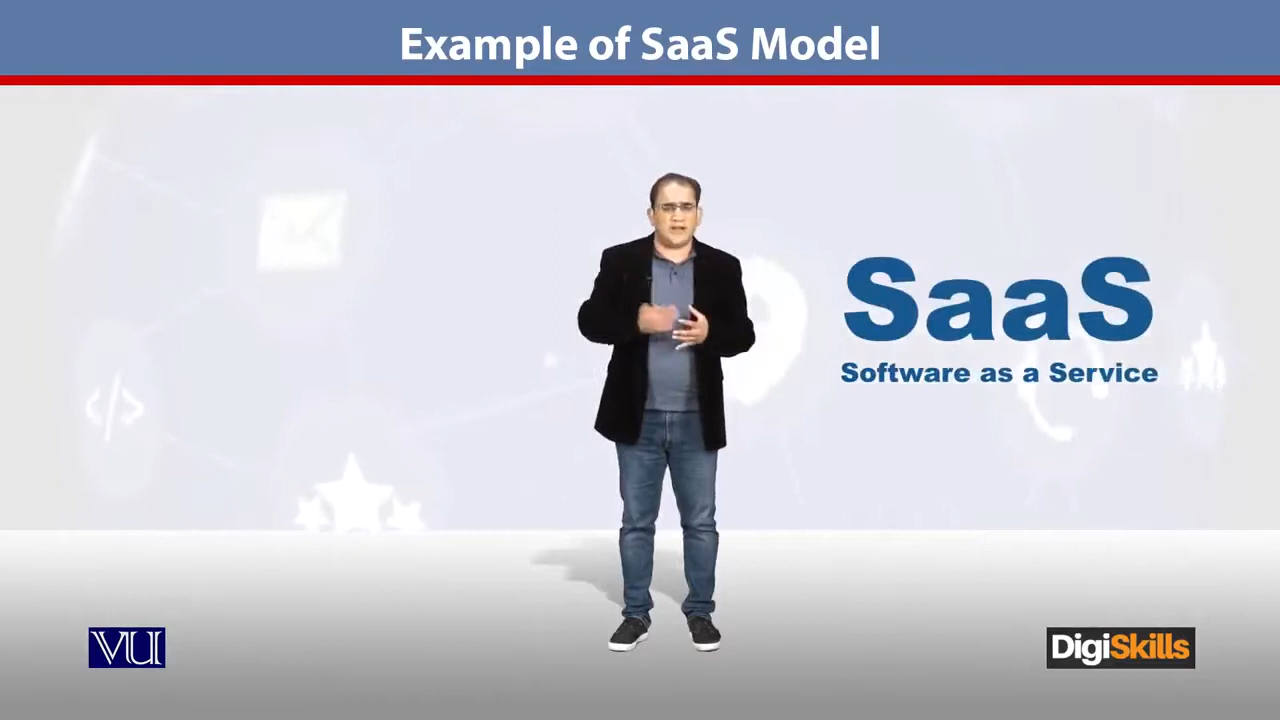 Example of SaaS Model
SaaS
Software as a Service
</>
VU
DigiSkills